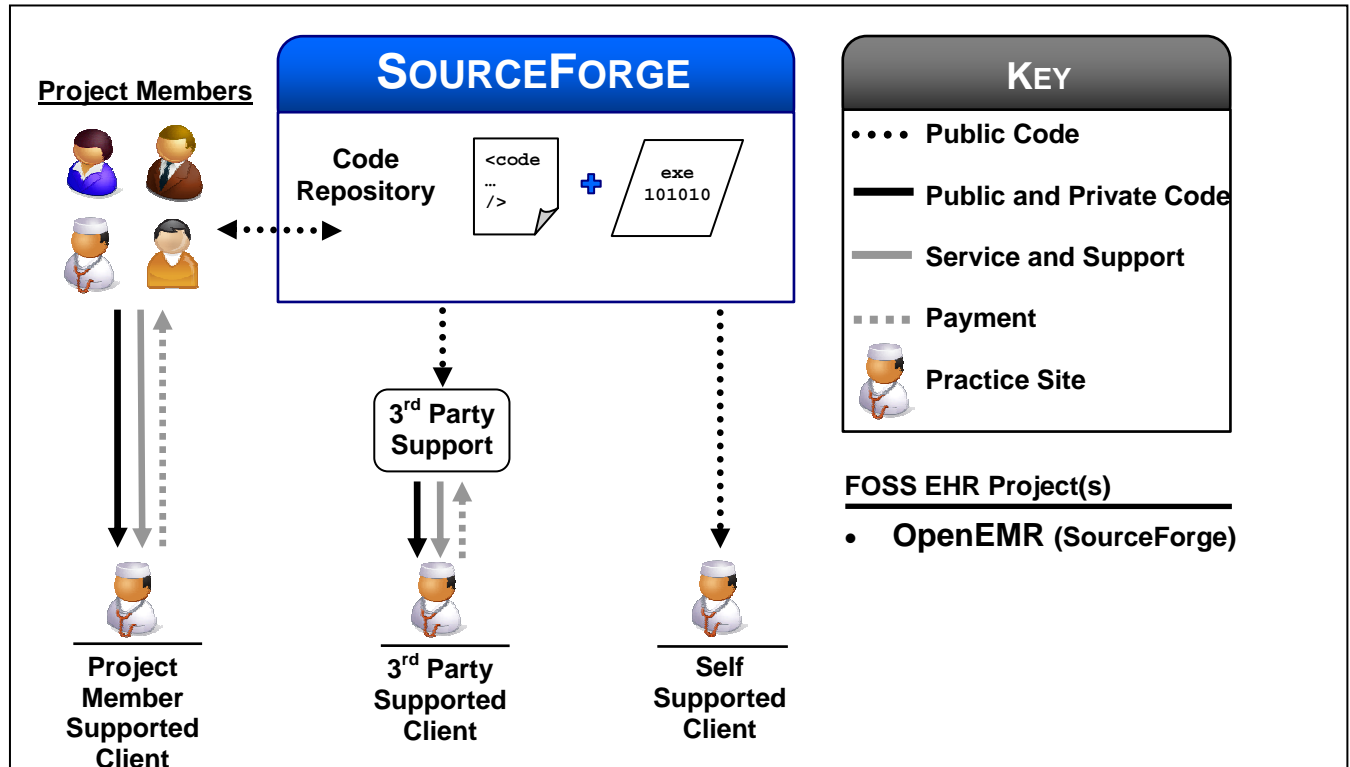 Project Members
SOURCEFORGE
Code
Repository
<code
…
/>
exe
101010
3rd Party
Support
Project
Member
Supported
Client
3rd Party
Supported
Client
Self
Supported
Client
KEY
Public Code
Public and Private Code
Service and Support
Payment
Practice Site
FOSS EHR Project(s)
• OpenEMR (SourceForge)